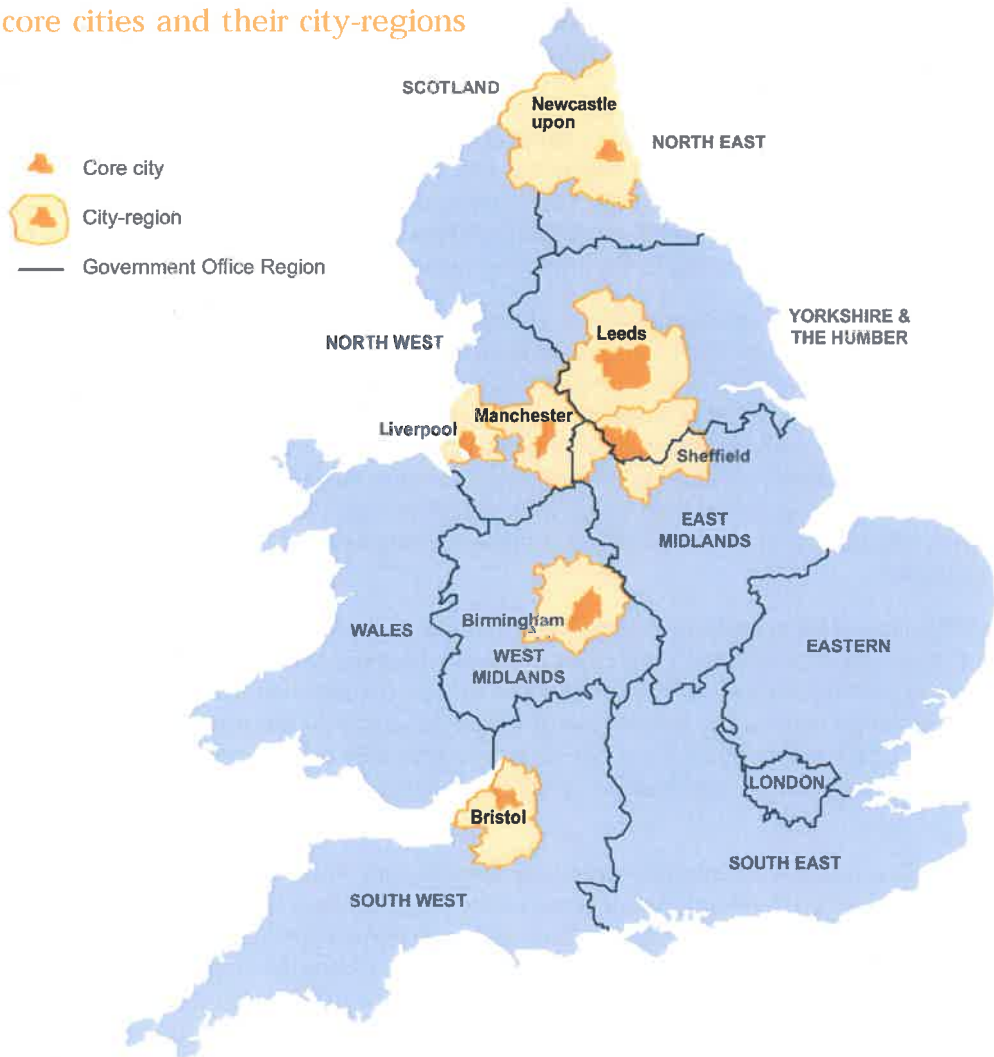 core cities and their city-regions
SCOTLAND
Newcastle
upon
NORTH EAST
Core city
City-region
Government Office Region
YORKSHIRE &
THE HUMBER
NORTH WEST
Leeds
Manchester
Liverpool
Sheffield
EAST
MIDLANDS
Birmingham
WALES
WEST
MIDLANDS
EASTERN
LONDON
Bristol
SOUTH EAST
SOUTH WEST